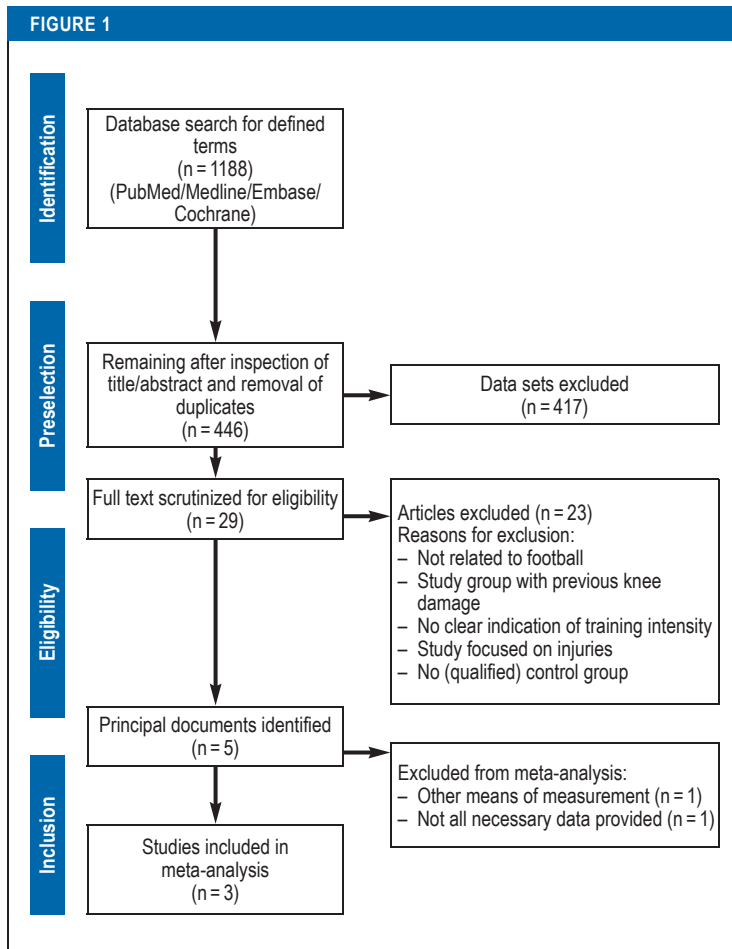 FIGURE 1
Identification
Database search for defined
terms
(n = 1188)
(PubMed/Medline/Embase/
Cochrane)
Preselection
Remaining after inspection of
title/abstract and removal of
duplicates
(n = 446)
Data sets excluded
(n = 417)
Full text scrutinized for eligibility
(n = 29)
Eligibility
Articles excluded (n = 23)
Reasons for exclusion:
– Not related to football
– Study group with previous knee
damage
– No clear indication of training intensity
– Study focused on injuries
– No (qualified) control group
Principal documents identified
(n = 5)
Inclusion
Excluded from meta-analysis:
– Other means of measurement (n = 1)
– Not all necessary data provided (n = 1)
Studies included in
meta-analysis
(n = 3)